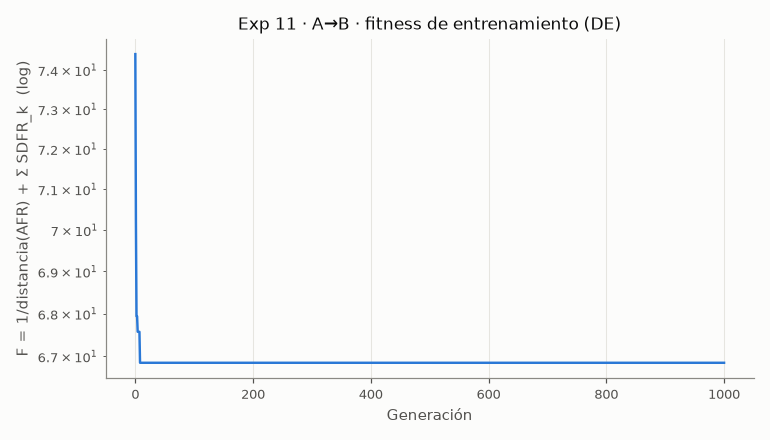 Exp 11 · A→B · fitness de entrenamiento (DE)
F = 1/distancia(AFR) + Σ SDFR_k (log)
7.4 × 10¹
7.3 × 10¹
7.2 × 10¹
7.1 × 10¹
7 × 10¹
6.9 × 10¹
6.8 × 10¹
6.7 × 10¹
0 200 400 600 800 1000
Generación